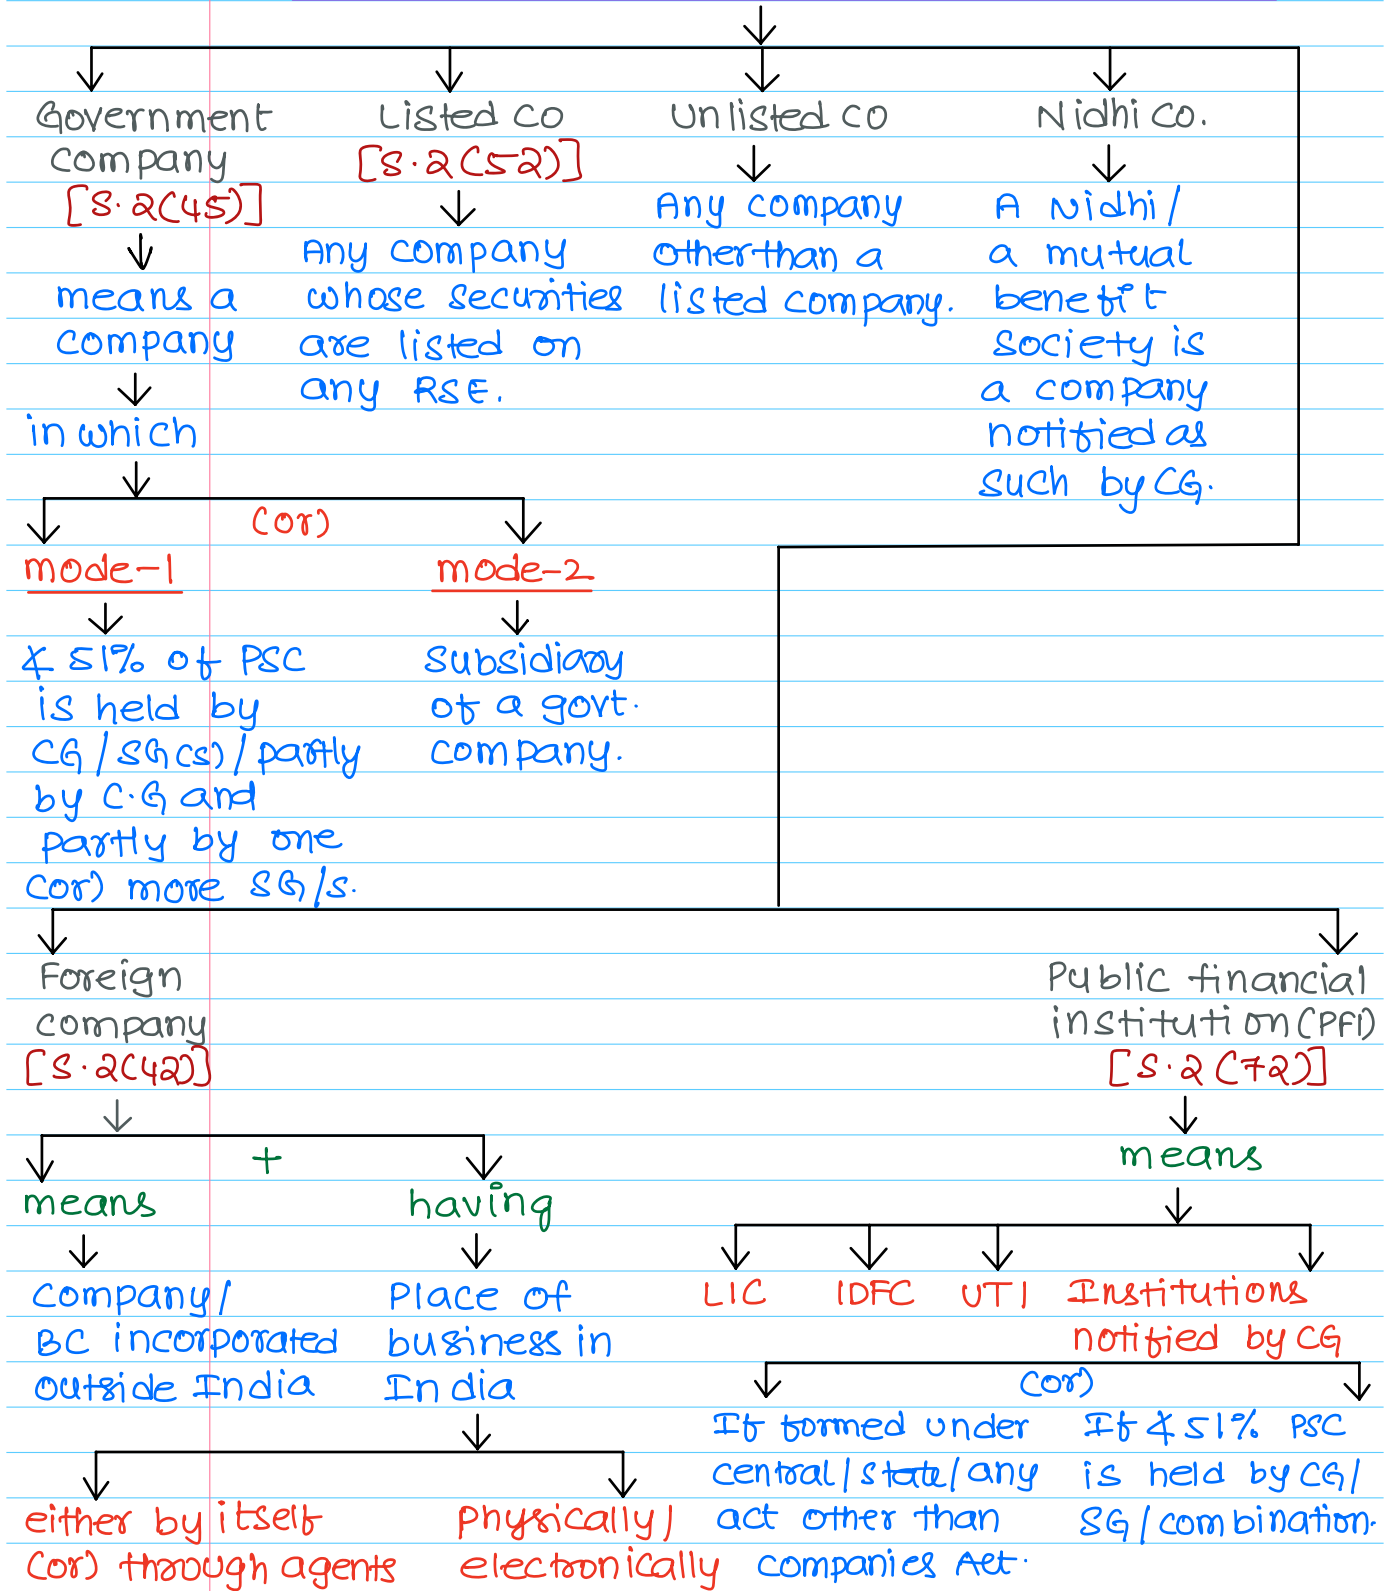 Government
company
[S.2(45)]
means a
company
in which
(or)
mode-1
≮ 51% of PSC
is held by
CG/SG(s)/partly
by C.G and
partly by one
(or) more SG/s.
mode-2
Subsidiary
of a govt.
company.
Listed Co
[S.2(52)]
Any company
whose securities
are listed on
any RSE.
Unlisted Co
Any company
other than a
listed company.
Nidhi Co.
A Nidhi/
a mutual
benefit
society is
a company
notified as
such by CG.
Foreign
company
[S.2(42)]
+
means
company/
BC incorporated
outside India
having
Place of
business in
India
either by itself
(or) through agents
Physically/
electronically
Public financial
institution (PFI)
[S.2(72)]
means
LIC
IDFC
UTI
Institutions
notified by CG
(or)
If formed under
central/state/any
act other than
companies Act.
If ≮ 51% PSC
is held by CG/
SG/combination.